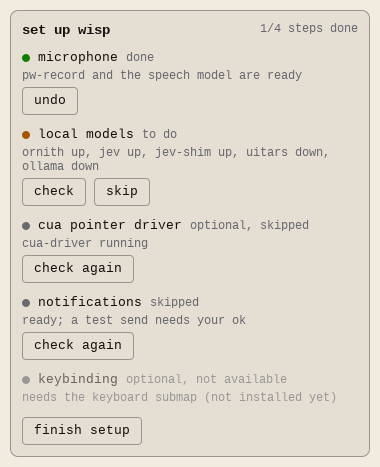 set up wisp 1/4 steps done
microphone done
pw-record and the speech model are ready
undo
local models to do
ornith up, jev up, jev-shim up, uitars down,
ollama down
check skip
cua pointer driver optional, skipped
cua-driver running
check again
notifications skipped
ready; a test send needs your ok
check again
keybinding optional, not available
needs the keyboard submap (not installed yet)
finish setup